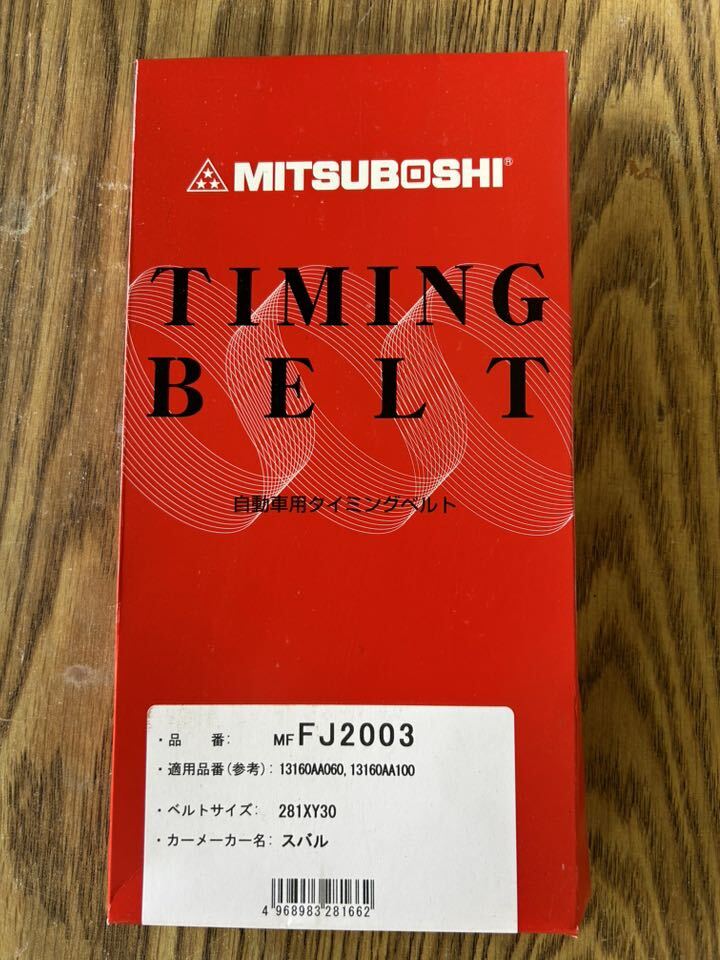 MITSUBOSHI®
TIMING
BELT
自動車用タイミングベルト
・品　番: MF FJ2003
・適用品番(参考): 13160AA060, 13160AA100
・ベルトサイズ: 281XY30
・カーメーカー名: スバル
4 968983 281662